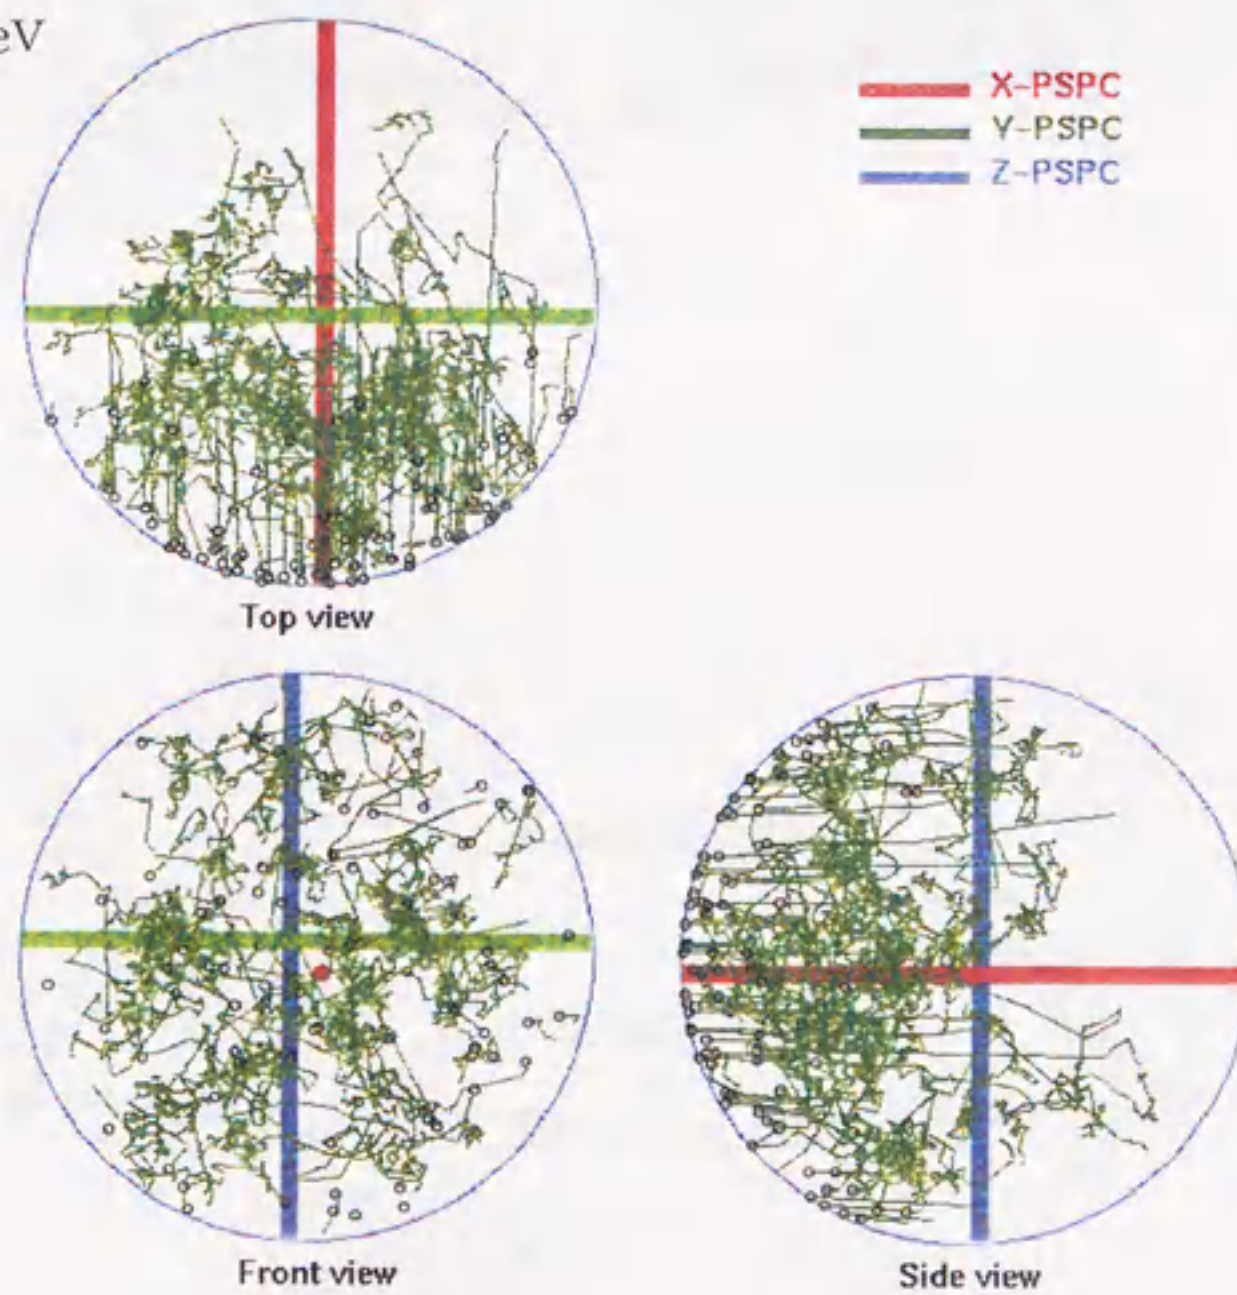 eV
X-PSPC
Y-PSPC
Z-PSPC
Top view
Front view
Side view